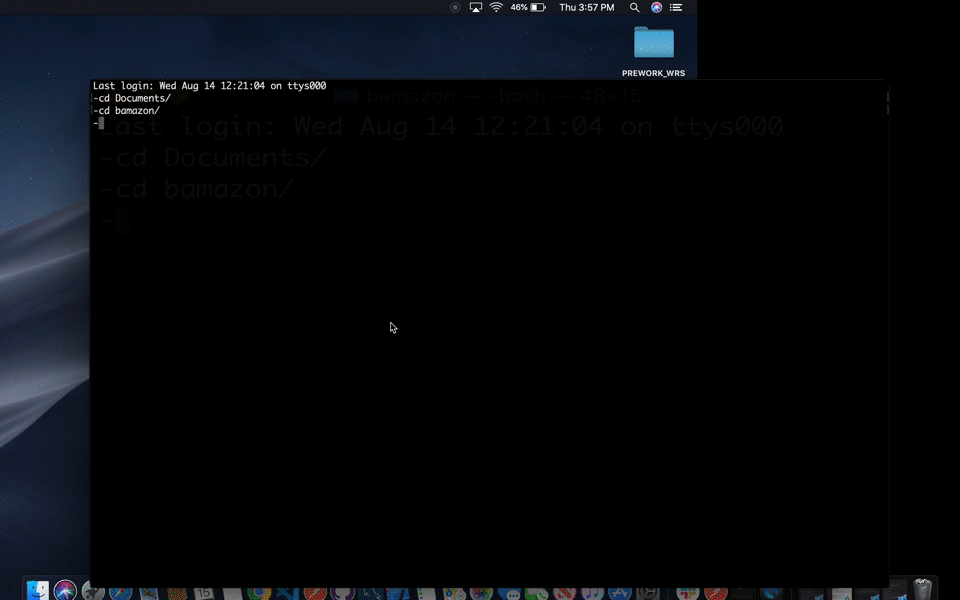 46% Thu 3:57 PM
PREWORK_WRS
Last login: Wed Aug 14 12:21:04 on ttys000
-cd Documents/
-cd bamazon/
-
bamazon — -bash — 48×15
Last login: Wed Aug 14 12:21:04 on ttys000
-cd Documents/
-cd bamazon/
-
15